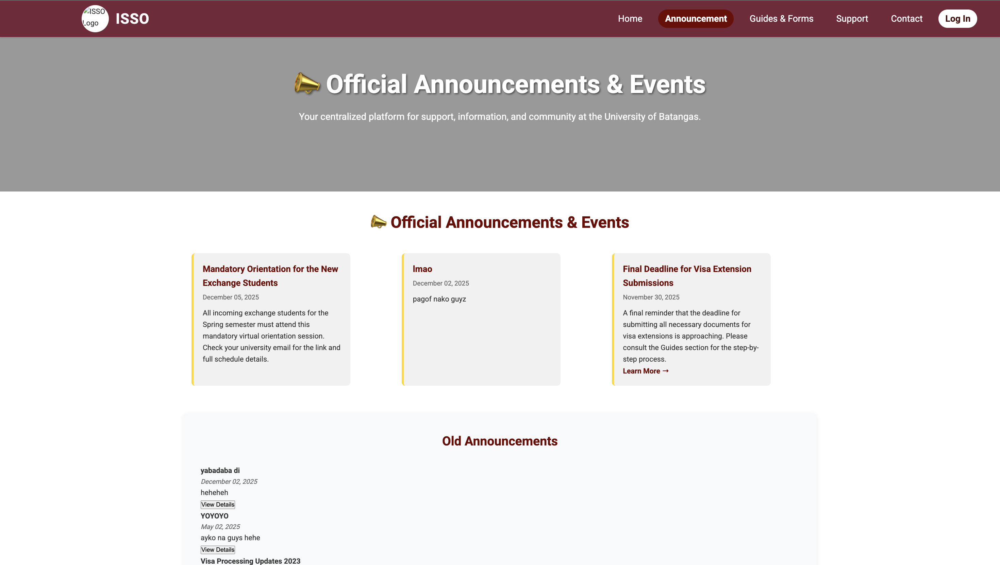 ISSO
Logo
ISSO
Home
Announcement
Guides & Forms
Support
Contact
Log In
Official Announcements & Events
Your centralized platform for support, information, and community at the University of Batangas.
Official Announcements & Events
Mandatory Orientation for the New
Exchange Students
December 05, 2025
All incoming exchange students for the
Spring semester must attend this
mandatory virtual orientation session.
Check your university email for the link and
full schedule details.
lmao
December 02, 2025
pagof nako guyz
Final Deadline for Visa Extension
Submissions
November 30, 2025
A final reminder that the deadline for
submitting all necessary documents for
visa extensions is approaching. Please
consult the Guides section for the step-by-
step process.
Learn More →
Old Announcements
yabadaba di
December 02, 2025
heheheh
View Details
YOYOYO
May 02, 2025
ayko na guys hehe
View Details
Visa Processing Updates 2023